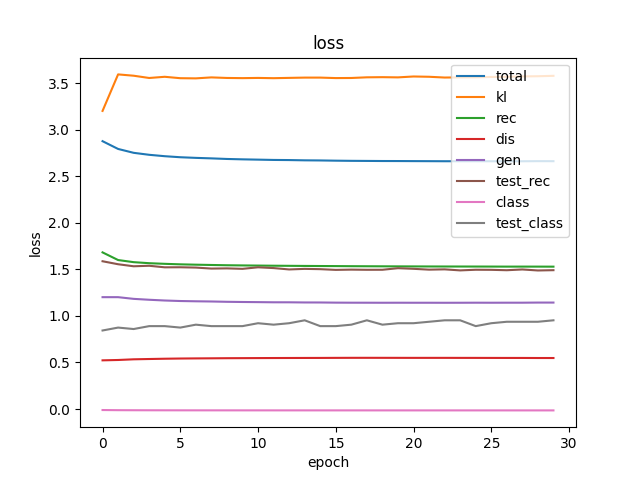 loss
loss
3.5
3.0
2.5
2.0
1.5
1.0
0.5
0.0
total
kl
rec
dis
gen
test_rec
class
test_class
0 5 10 15 20 25 30
epoch